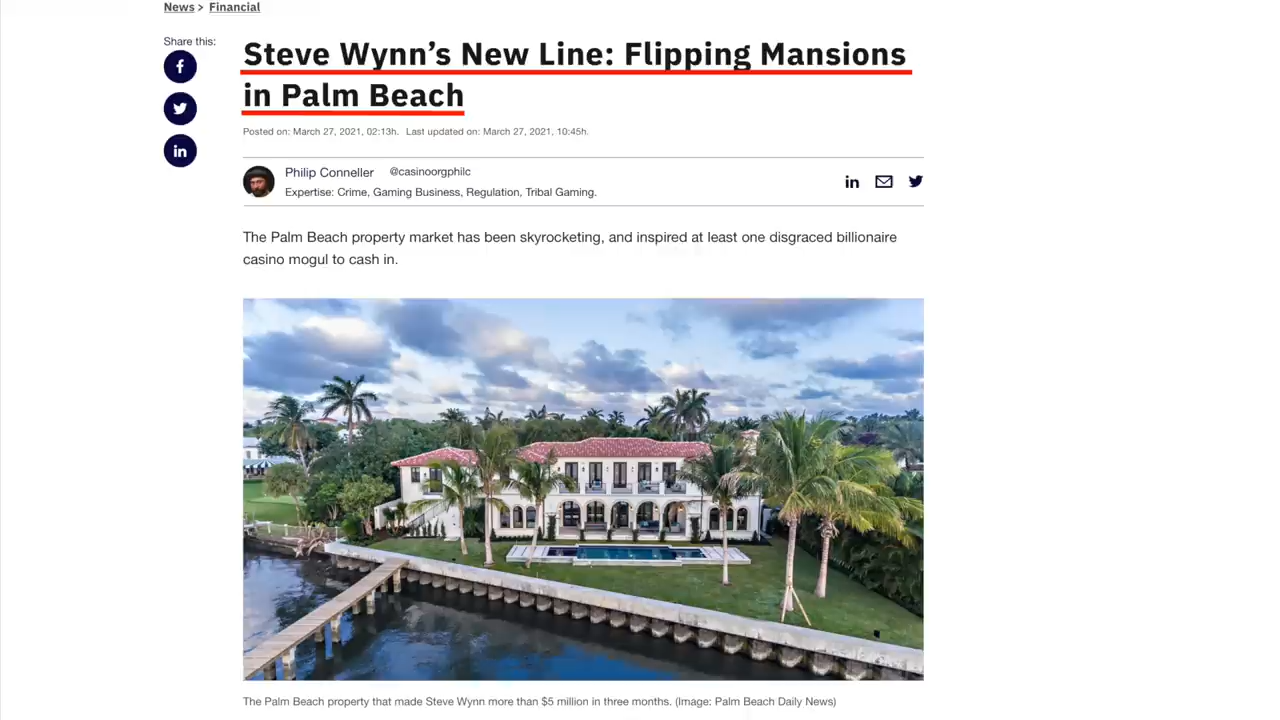 News > Financial
Share this:
Steve Wynn’s New Line: Flipping Mansions
in Palm Beach
Posted on: March 27, 2021, 02:13h. Last updated on: March 27, 2021, 10:45h.
Philip Conneller @casinoorgphilc
Expertise: Crime, Gaming Business, Regulation, Tribal Gaming.
The Palm Beach property market has been skyrocketing, and inspired at least one disgraced billionaire
casino mogul to cash in.
The Palm Beach property that made Steve Wynn more than $5 million in three months. (Image: Palm Beach Daily News)